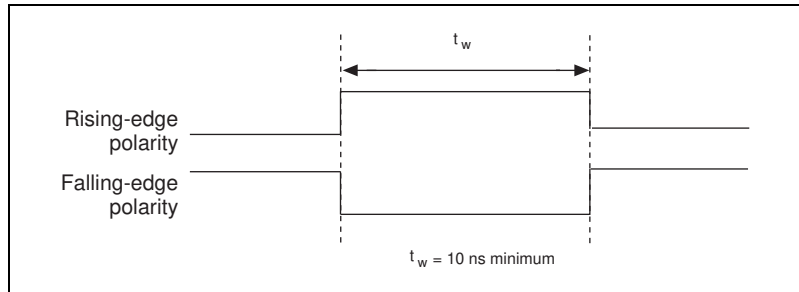 t w
Rising-edge
polarity
Falling-edge
polarity
t w = 10 ns minimum